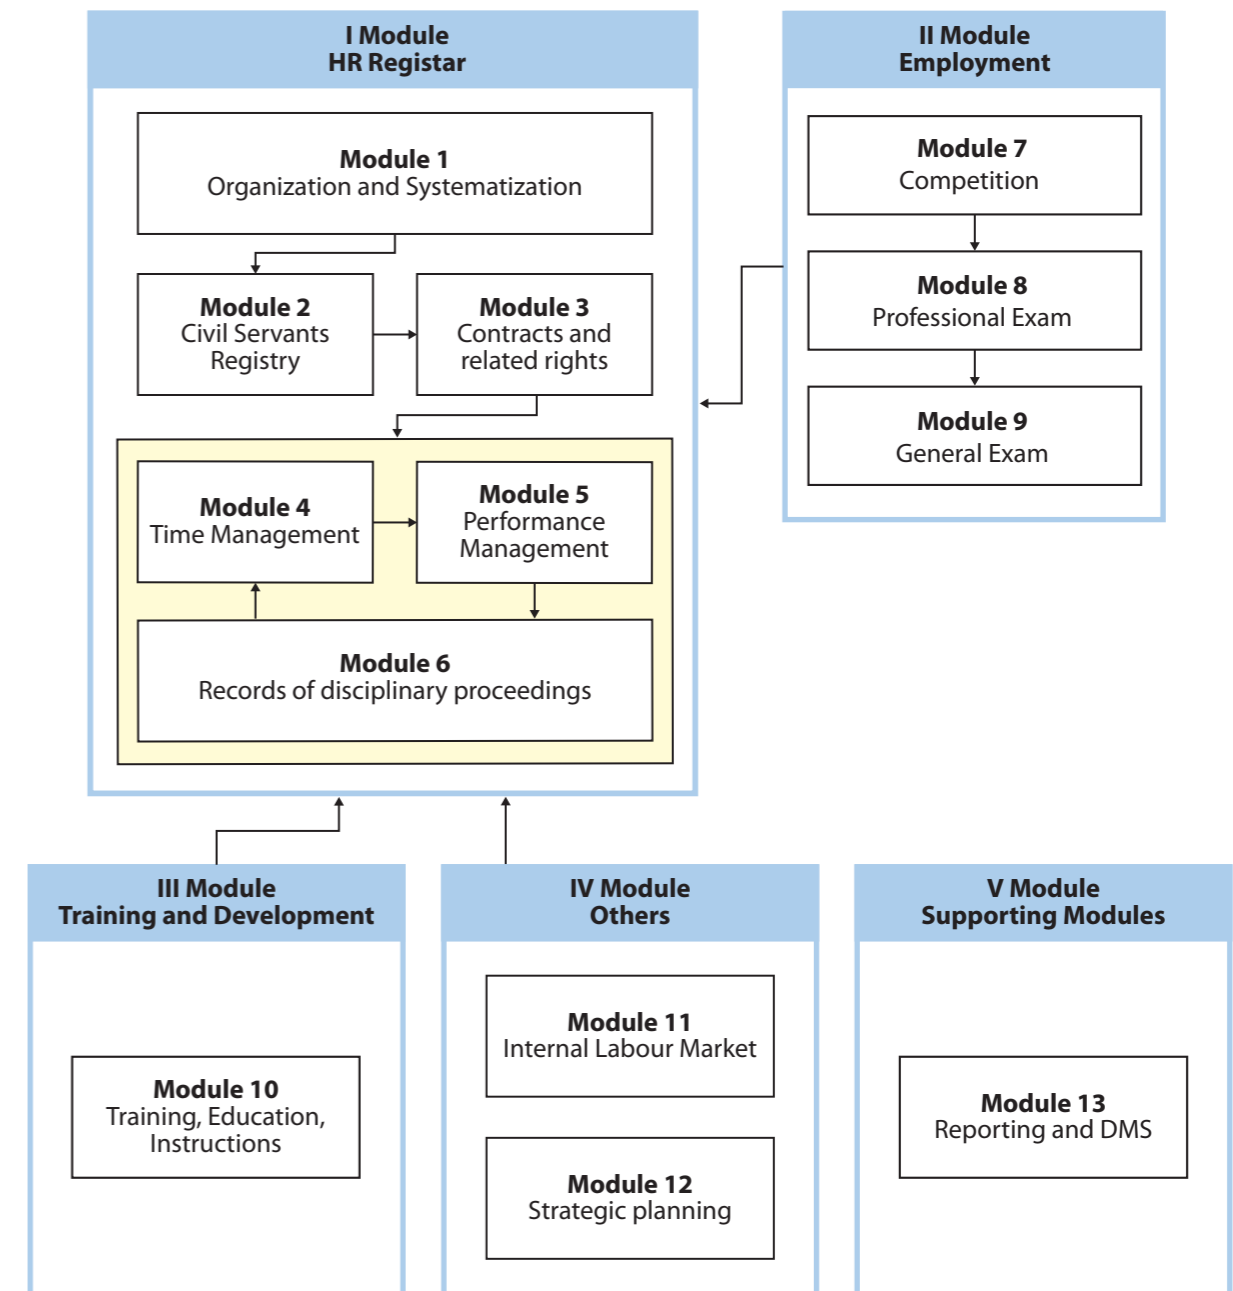 I Module
HR Registar
Module 1
Organization and Systematization
Module 2
Civil Servants
Registry
Module 3
Contracts and
related rights
Module 4
Time Management
Module 5
Performance
Management
Module 6
Records of disciplinary proceedings
II Module
Employment
Module 7
Competition
Module 8
Professional Exam
Module 9
General Exam
III Module
Training and Development
Module 10
Training, Education,
Instructions
IV Module
Others
Module 11
Internal Labour Market
Module 12
Strategic planning
V Module
Supporting Modules
Module 13
Reporting and DMS